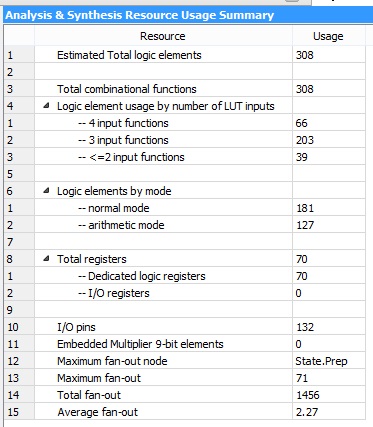 Analysis & Synthesis Resource Usage Summary
Resource Usage
1 Estimated Total logic elements 308
2
3 Total combinational functions 308
4 Logic element usage by number of LUT inputs
1 -- 4 input functions 66
2 -- 3 input functions 203
3 -- <=2 input functions 39
5
6 Logic elements by mode
1 -- normal mode 181
2 -- arithmetic mode 127
7
8 Total registers 70
1 -- Dedicated logic registers 70
2 -- I/O registers 0
9
10 I/O pins 132
11 Embedded Multiplier 9-bit elements 0
12 Maximum fan-out node State.Prep
13 Maximum fan-out 71
14 Total fan-out 1456
15 Average fan-out 2.27